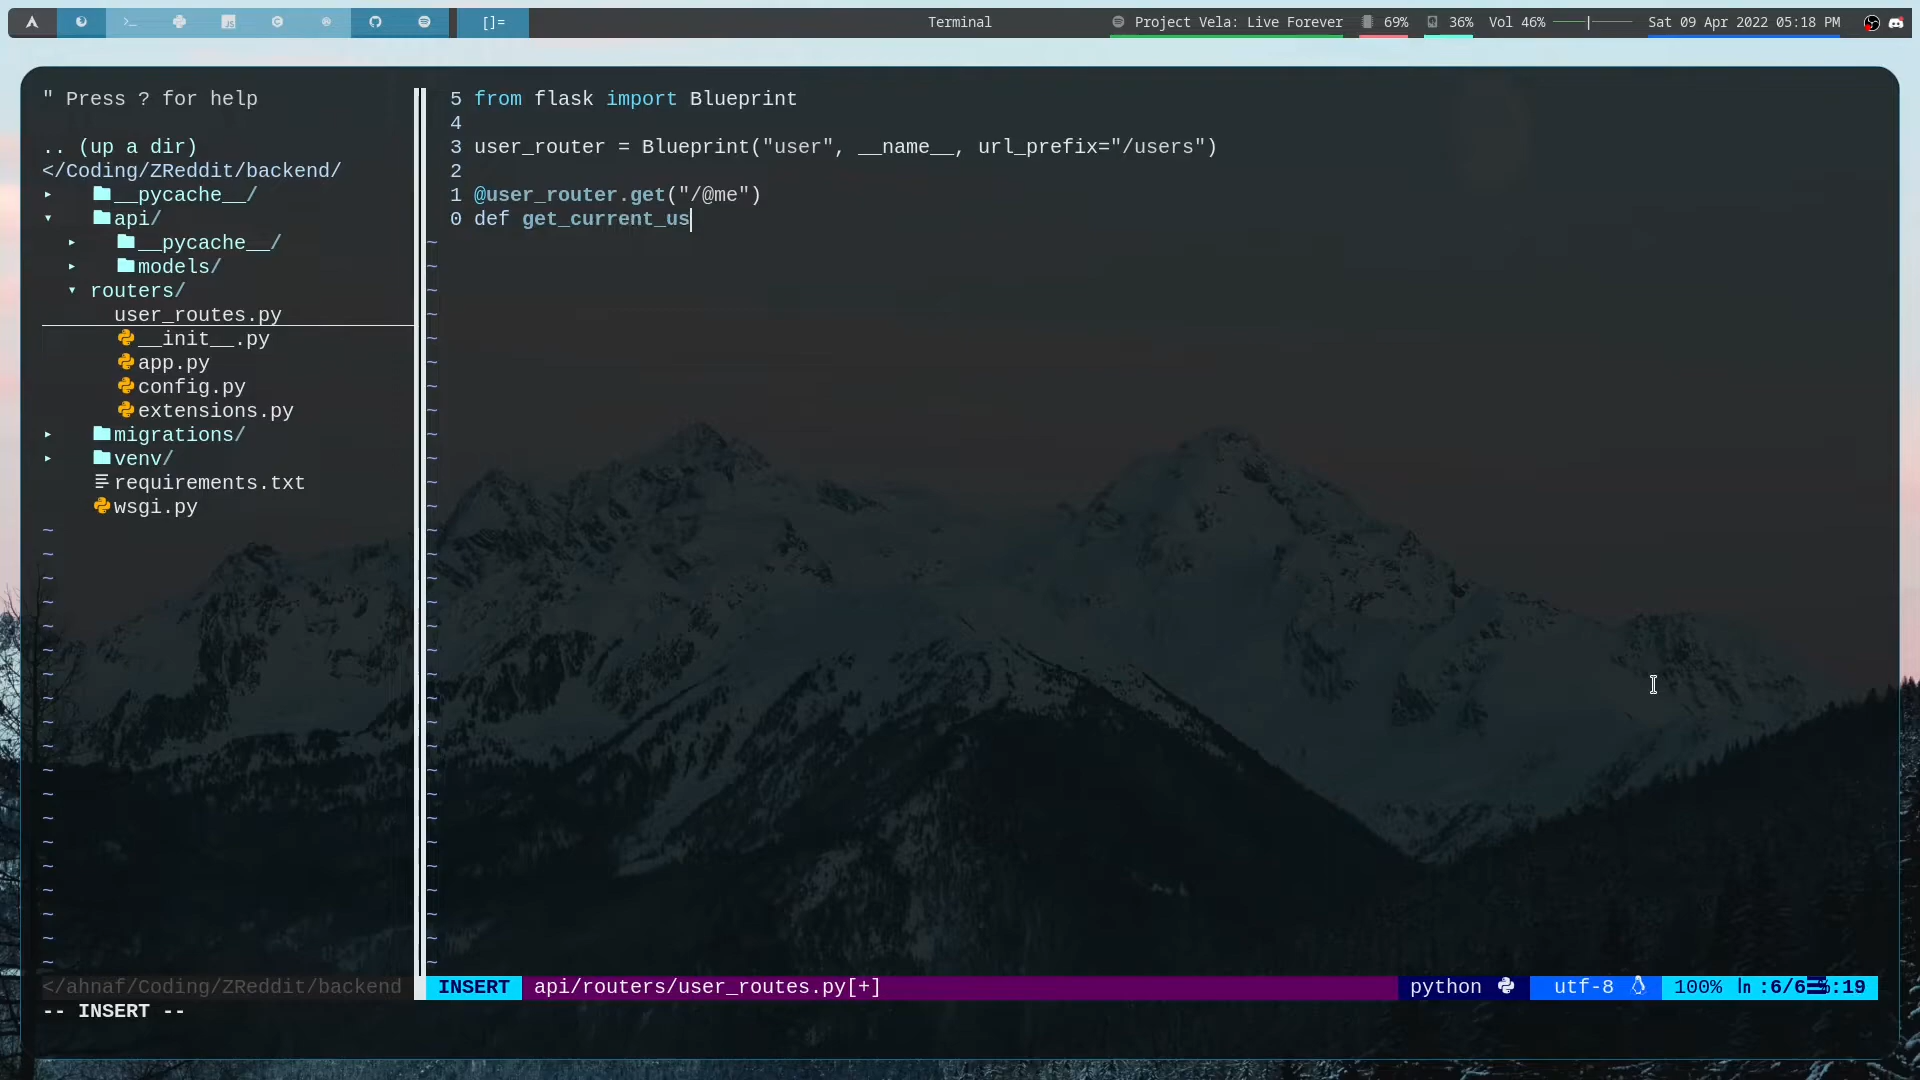 []=
Terminal
Project Vela: Live Forever
69%
36%
Vol 46%
Sat 09 Apr 2022 05:18 PM
" Press ? for help
.. (up a dir)
</Coding/ZReddit/backend/
▸ __pycache__/
▾ api/
▸ __pycache__/
▸ models/
▾ routers/
user_routes.py
__init__.py
app.py
config.py
extensions.py
▸ migrations/
▸ venv/
requirements.txt
wsgi.py
5 from flask import Blueprint
4
3 user_router = Blueprint("user", __name__, url_prefix="/users")
2
1 @user_router.get("/@me")
0 def get_current_us
</ahnaf/Coding/ZReddit/backend
INSERT api/routers/user_routes.py[+]
python
utf-8
100% ln :6/6 :19
-- INSERT --